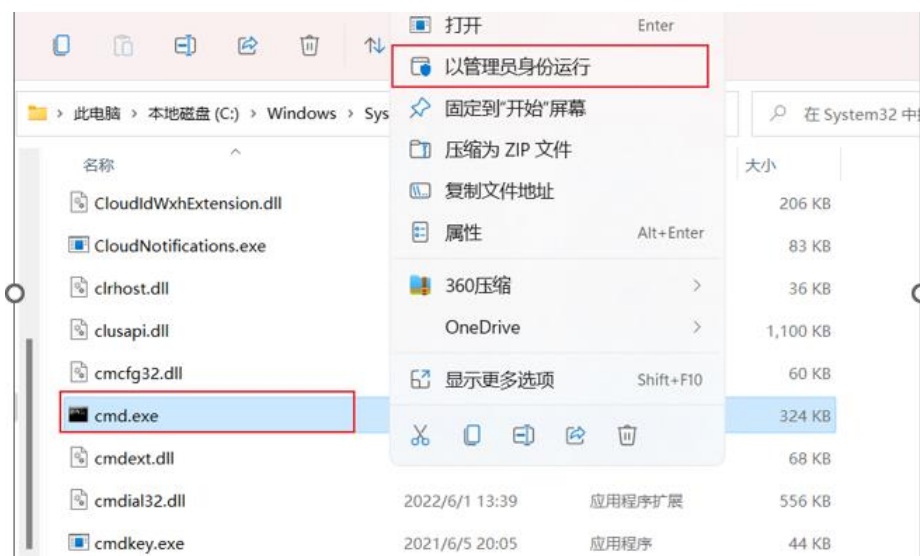 打开 Enter
以管理员身份运行
此电脑 > 本地磁盘 (C:) > Windows > Sys
在 System32 中
固定到"开始"屏幕
压缩为 ZIP 文件
名称 大小
复制文件地址
CloudIdWxhExtension.dll 206 KB
属性 Alt+Enter
CloudNotifications.exe 83 KB
360压缩
clrhost.dll 36 KB
OneDrive
clusapi.dll 1,100 KB
cmcfg32.dll 60 KB
显示更多选项 Shift+F10
cmd.exe 324 KB
cmdext.dll 68 KB
cmdial32.dll 2022/6/1 13:39 应用程序扩展 556 KB
cmdkey.exe 2021/6/5 20:05 应用程序 44 KB